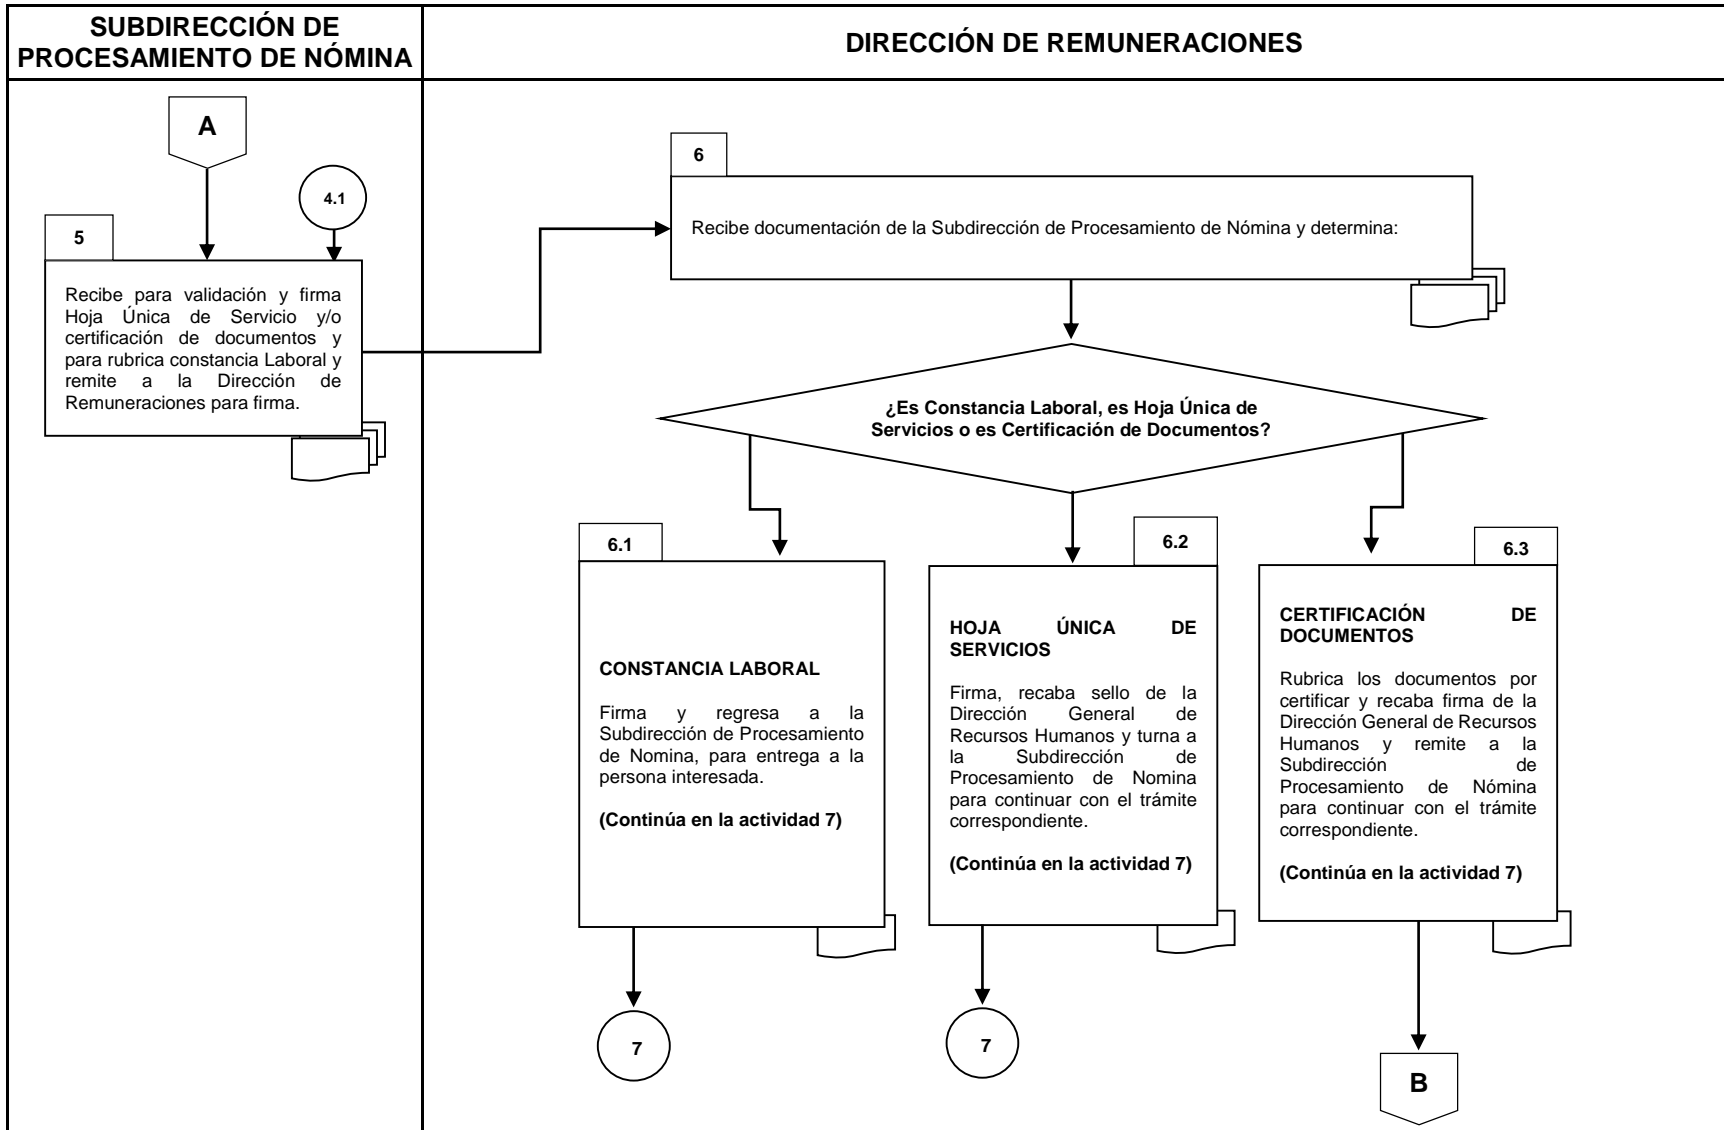 SUBDIRECCIÓN DE
PROCESAMIENTO DE NÓMINA
DIRECCIÓN DE REMUNERACIONES
A
4.1
5
Recibe para validación y firma
Hoja Única de Servicio y/o
certificación de documentos y
para rubrica constancia Laboral y
remite a la Dirección de
Remuneraciones para firma.
6
Recibe documentación de la Subdirección de Procesamiento de Nómina y determina:
¿Es Constancia Laboral, es Hoja Única de
Servicios o es Certificación de Documentos?
6.1
CONSTANCIA LABORAL
Firma y regresa a la
Subdirección de Procesamiento
de Nomina, para entrega a la
persona interesada.
(Continúa en la actividad 7)
7
6.2
HOJA ÚNICA DE
SERVICIOS
Firma, recaba sello de la
Dirección General de
Recursos Humanos y turna a
la Subdirección de
Procesamiento de Nomina
para continuar con el trámite
correspondiente.
(Continúa en la actividad 7)
7
6.3
CERTIFICACIÓN DE
DOCUMENTOS
Rubrica los documentos por
certificar y recaba firma de la
Dirección General de Recursos
Humanos y remite a la
Subdirección de
Procesamiento de Nómina
para continuar con el trámite
correspondiente.
(Continúa en la actividad 7)
B